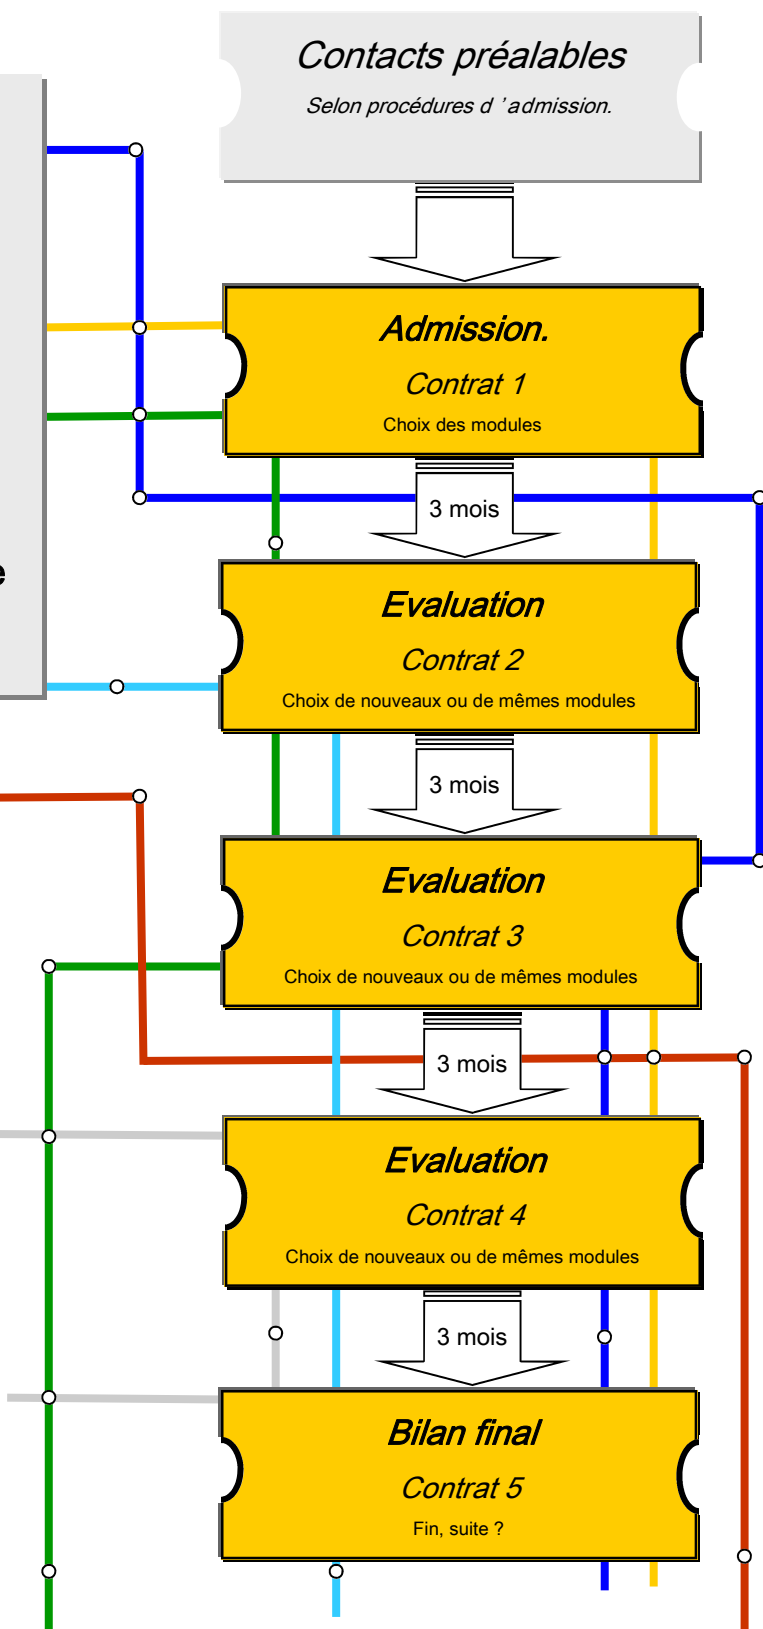 Contacts préalables
Selon procédures d ’admission.
Admission.
Contrat 1
Choix des modules
3 mois
e
Evaluation
Contrat 2
Choix de nouveaux ou de mêmes modules
3 mois
Evaluation
Contrat 3
Choix de nouveaux ou de mêmes modules
3 mois
Evaluation
Contrat 4
Choix de nouveaux ou de mêmes modules
3 mois
Bilan final
Contrat 5
Fin, suite ?